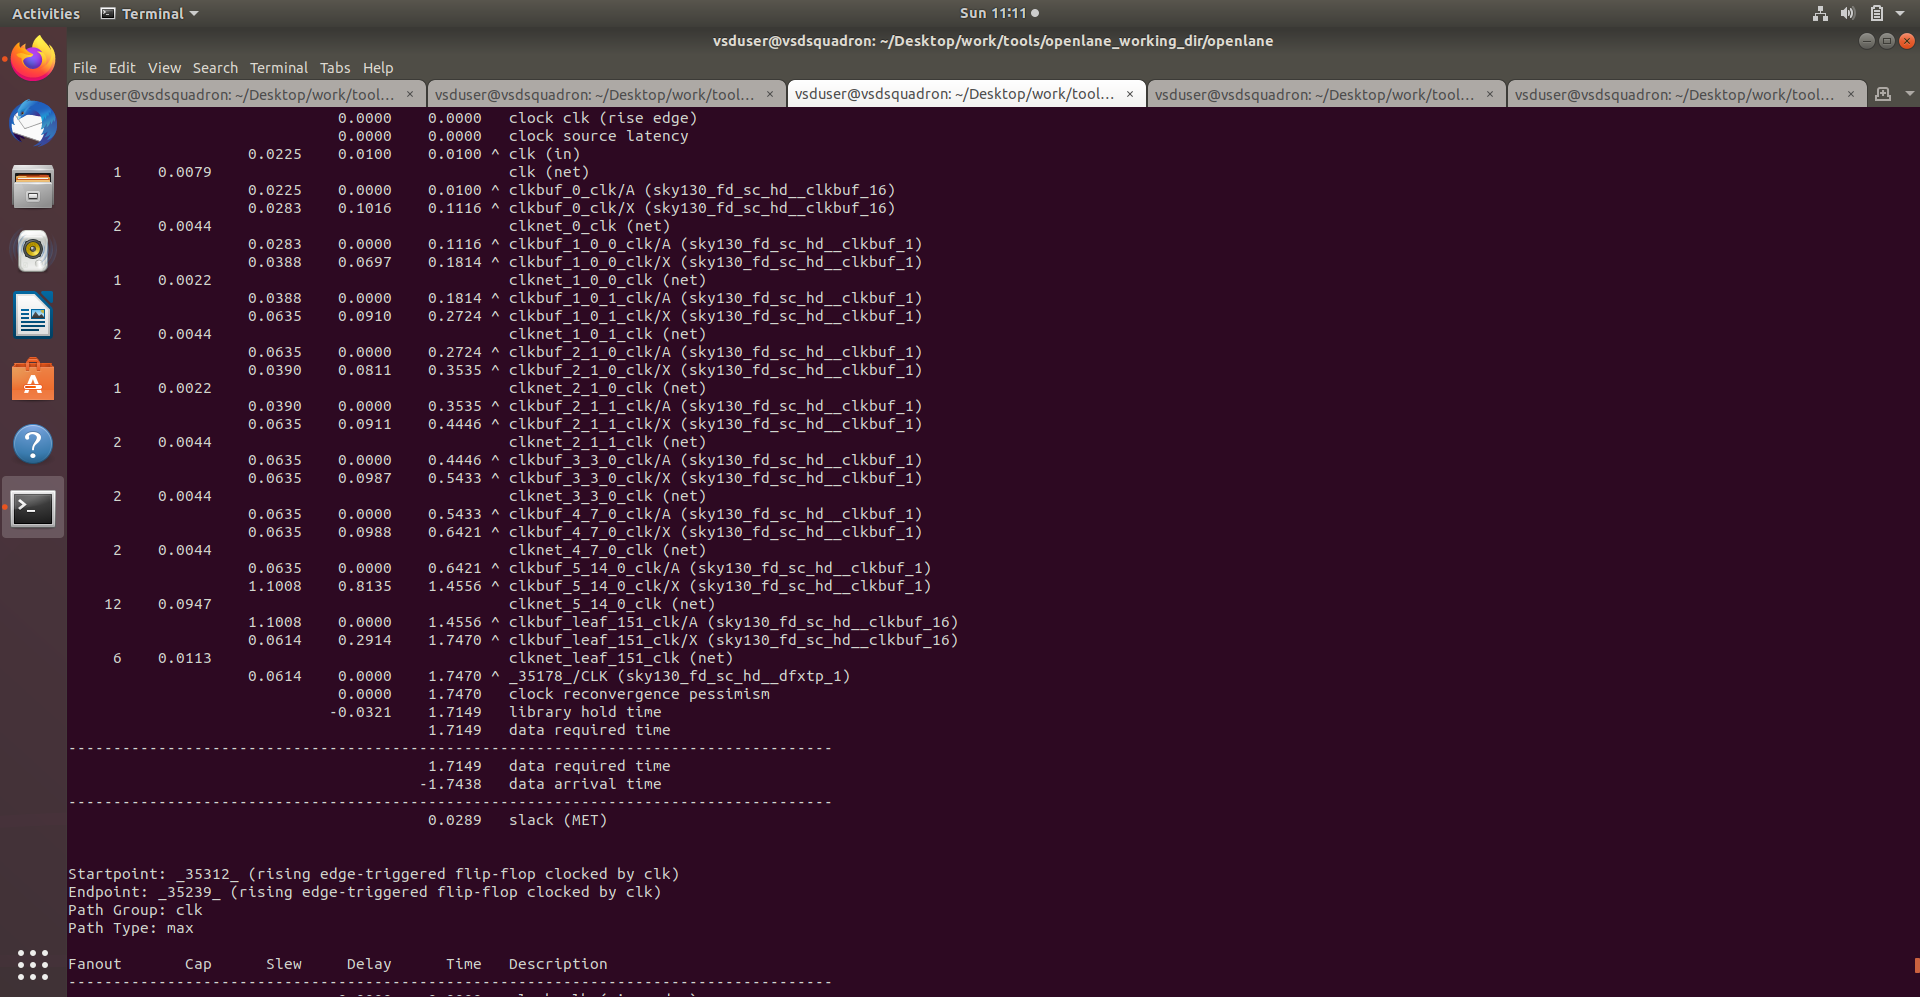 Activities
Terminal
Sun 11:11
vsduser@vsdsquadron: ~/Desktop/work/tools/openlane_working_dir/openlane
File Edit View Search Terminal Tabs Help
vsduser@vsdsquadron: ~/Desktop/work/tool... × vsduser@vsdsquadron: ~/Desktop/work/tool... × vsduser@vsdsquadron: ~/Desktop/work/tool... × vsduser@vsdsquadron: ~/Desktop/work/tool... × vsduser@vsdsquadron: ~/Desktop/work/tool... ×
0.0000 0.0000 clock clk (rise edge)
0.0000 0.0000 clock source latency
0.0225 0.0100 0.0100 ^ clk (in)
1 0.0079 clk (net)
0.0225 0.0000 0.0100 ^ clkbuf_0_clk/A (sky130_fd_sc_hd__clkbuf_16)
0.0283 0.1016 0.1116 ^ clkbuf_0_clk/X (sky130_fd_sc_hd__clkbuf_16)
2 0.0044 clknet_0_clk (net)
0.0283 0.0000 0.1116 ^ clkbuf_1_0_0_clk/A (sky130_fd_sc_hd__clkbuf_1)
0.0388 0.0697 0.1814 ^ clkbuf_1_0_0_clk/X (sky130_fd_sc_hd__clkbuf_1)
1 0.0022 clknet_1_0_0_clk (net)
0.0388 0.0000 0.1814 ^ clkbuf_1_0_1_clk/A (sky130_fd_sc_hd__clkbuf_1)
0.0635 0.0910 0.2724 ^ clkbuf_1_0_1_clk/X (sky130_fd_sc_hd__clkbuf_1)
2 0.0044 clknet_1_0_1_clk (net)
0.0635 0.0000 0.2724 ^ clkbuf_2_1_0_clk/A (sky130_fd_sc_hd__clkbuf_1)
0.0390 0.0811 0.3535 ^ clkbuf_2_1_0_clk/X (sky130_fd_sc_hd__clkbuf_1)
1 0.0022 clknet_2_1_0_clk (net)
0.0390 0.0000 0.3535 ^ clkbuf_2_1_1_clk/A (sky130_fd_sc_hd__clkbuf_1)
0.0635 0.0911 0.4446 ^ clkbuf_2_1_1_clk/X (sky130_fd_sc_hd__clkbuf_1)
2 0.0044 clknet_2_1_1_clk (net)
0.0635 0.0000 0.4446 ^ clkbuf_3_3_0_clk/A (sky130_fd_sc_hd__clkbuf_1)
0.0635 0.0987 0.5433 ^ clkbuf_3_3_0_clk/X (sky130_fd_sc_hd__clkbuf_1)
2 0.0044 clknet_3_3_0_clk (net)
0.0635 0.0000 0.5433 ^ clkbuf_4_7_0_clk/A (sky130_fd_sc_hd__clkbuf_1)
0.0635 0.0988 0.6421 ^ clkbuf_4_7_0_clk/X (sky130_fd_sc_hd__clkbuf_1)
2 0.0044 clknet_4_7_0_clk (net)
0.0635 0.0000 0.6421 ^ clkbuf_5_14_0_clk/A (sky130_fd_sc_hd__clkbuf_1)
1.1008 0.8135 1.4556 ^ clkbuf_5_14_0_clk/X (sky130_fd_sc_hd__clkbuf_1)
12 0.0947 clknet_5_14_0_clk (net)
1.1008 0.0000 1.4556 ^ clkbuf_leaf_151_clk/A (sky130_fd_sc_hd__clkbuf_16)
0.0614 0.2914 1.7470 ^ clkbuf_leaf_151_clk/X (sky130_fd_sc_hd__clkbuf_16)
6 0.0113 clknet_leaf_151_clk (net)
0.0614 0.0000 1.7470 ^ _35178_/CLK (sky130_fd_sc_hd__dfxtp_1)
0.0000 1.7470 clock reconvergence pessimism
-0.0321 1.7149 library hold time
1.7149 data required time
-------------------------------------------------------------------------------------
1.7149 data required time
-1.7438 data arrival time
-------------------------------------------------------------------------------------
0.0289 slack (MET)
Startpoint: _35312_ (rising edge-triggered flip-flop clocked by clk)
Endpoint: _35239_ (rising edge-triggered flip-flop clocked by clk)
Path Group: clk
Path Type: max
Fanout Cap Slew Delay Time Description
-------------------------------------------------------------------------------------